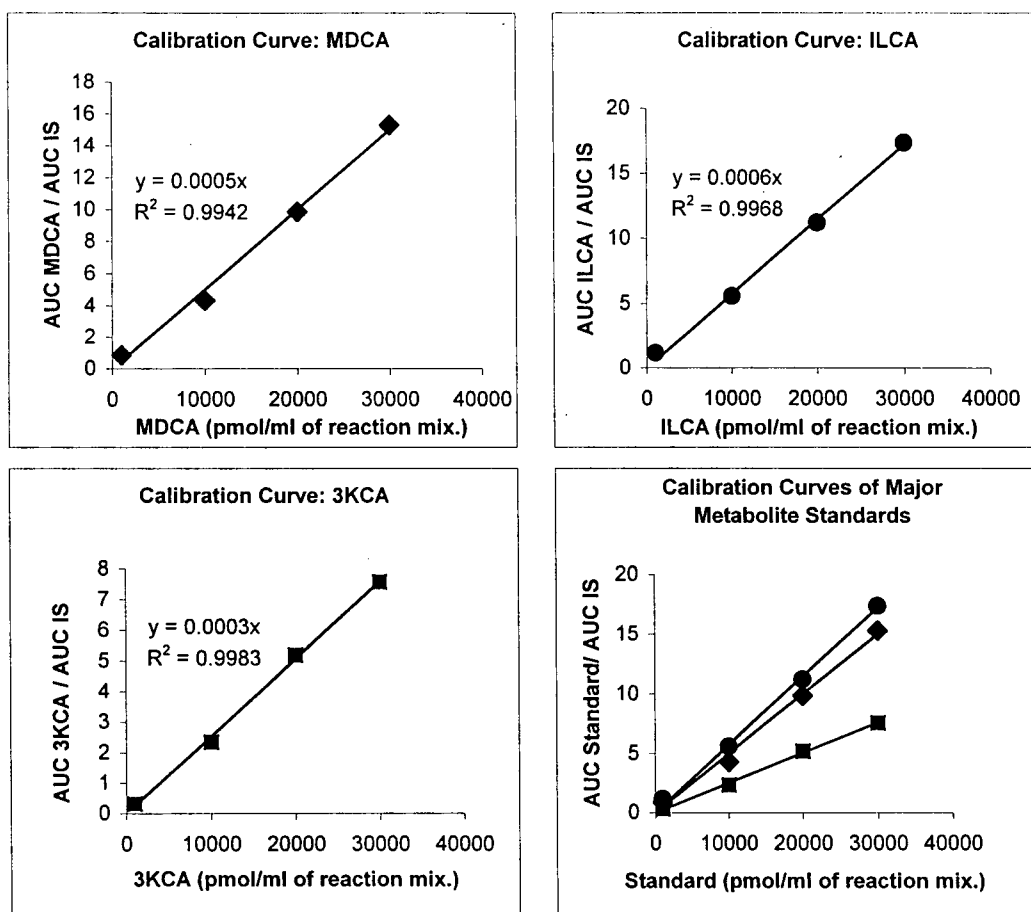 Calibration Curve: MDCA
AUC MDCA / AUC IS
18
16
14
12
10
8
6
4
2
0
y = 0.0005x
R² = 0.9942
0 10000 20000 30000 40000
MDCA (pmol/ml of reaction mix.)
Calibration Curve: ILCA
AUC ILCA / AUC IS
20
15
10
5
0
y = 0.0006x
R² = 0.9968
0 10000 20000 30000 40000
ILCA (pmol/ml of reaction mix.)
Calibration Curve: 3KCA
AUC 3KCA / AUC IS
8
7
6
5
4
3
2
1
0
y = 0.0003x
R² = 0.9983
0 10000 20000 30000 40000
3KCA (pmol/ml of reaction mix.)
Calibration Curves of Major
Metabolite Standards
AUC Standard/ AUC IS
20
15
10
5
0
0 10000 20000 30000 40000
Standard (pmol/ml of reaction mix.)